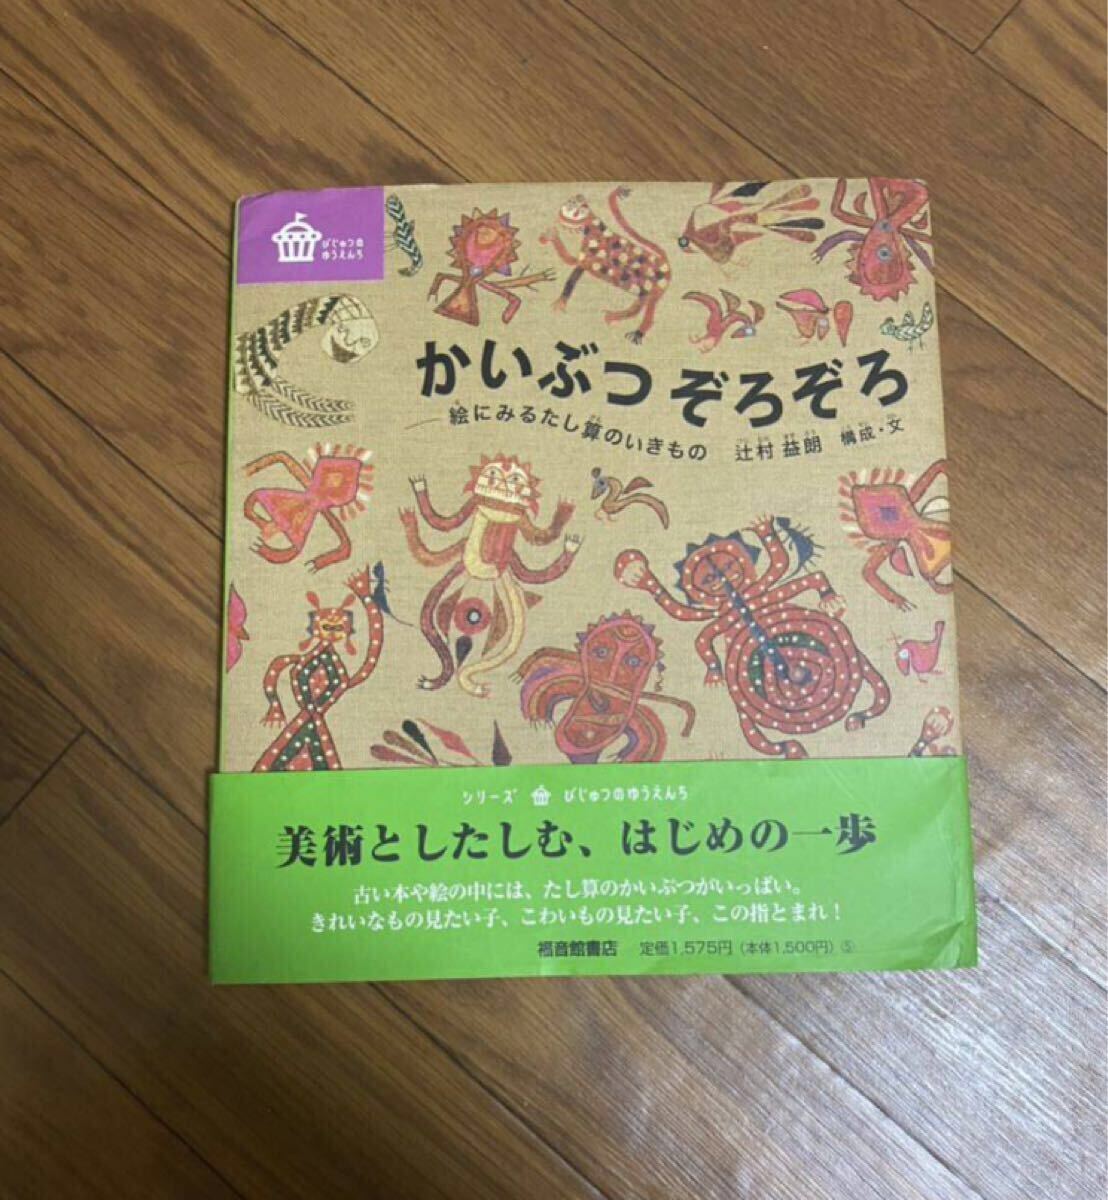 びじゅつの
ゆうえんち
かいぶつ ぞろぞろ
絵にみるたし算のいきもの 辻村 益朗 構成・文
シリーズ びじゅつのゆうえんち
美術としたしむ、はじめの一歩
古い本や絵の中には、たし算のかいぶつがいっぱい。
きれいなもの見たい子、こわいもの見たい子、この指とまれ！
福音館書店 定価1,575円（本体1,500円）⑤